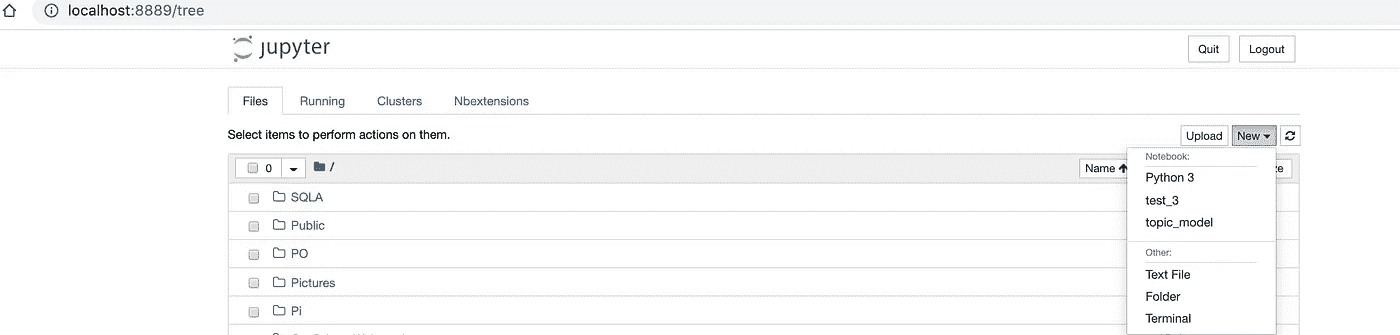 localhost:8889/tree
jupyter
Quit Logout
Files Running Clusters Nbextensions
Select items to perform actions on them.
Upload New
0 /
Name
ze
Notebook:
Python 3
test_3
topic_model
Other:
Text File
Folder
Terminal
SQLA
Public
PO
Pictures
Pi